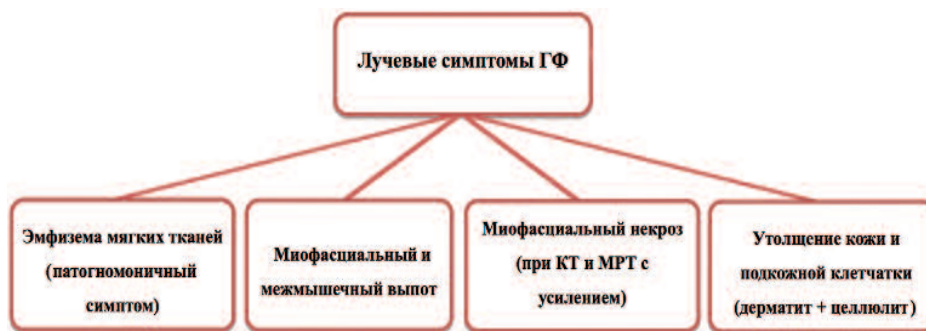 Лучевые симптомы ГФ
Эмфизема мягких тканей
(патогномоничный
симптом)
Миофасциальный и
межмышечный выпот
Миофасциальный некроз
(при КТ и МРТ с
усилением)
Утолщение кожи и
подкожной клетчатки
(дерматит + целлюлит)